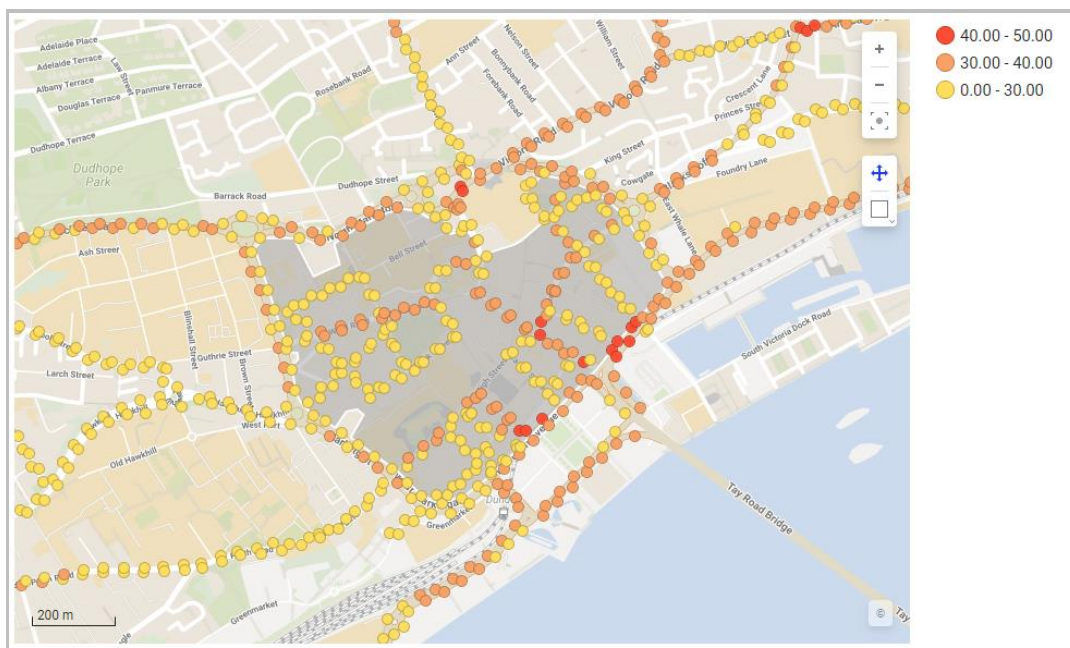 40.00 - 50.00
30.00 - 40.00
0.00 - 30.00
Adelaide Place
Adelaide Terrace
Albany Terrace
Law Street
Panmure Terrace
Douglas Terrace
Dudhope Terrace
Rosebank Road
Ann Street
Nelson Street
Bonnybank Road
Forebank Road
William Street
Crescent Lane
Princes Stre
King Street
Cowgate
Foundry Lane
East Whale Lane
Dudhope
Park
Dudhope Street
Barrack Road
Ash Street
Bell Street
Blinshall Street
Guthrie Street
Brown Street
Larch Street
West Port
Old Hawkhill
South Victoria Dock Road
Tay Road Bridge
Tay
Greenmarket
Greenmarket
200 m
+
−
©